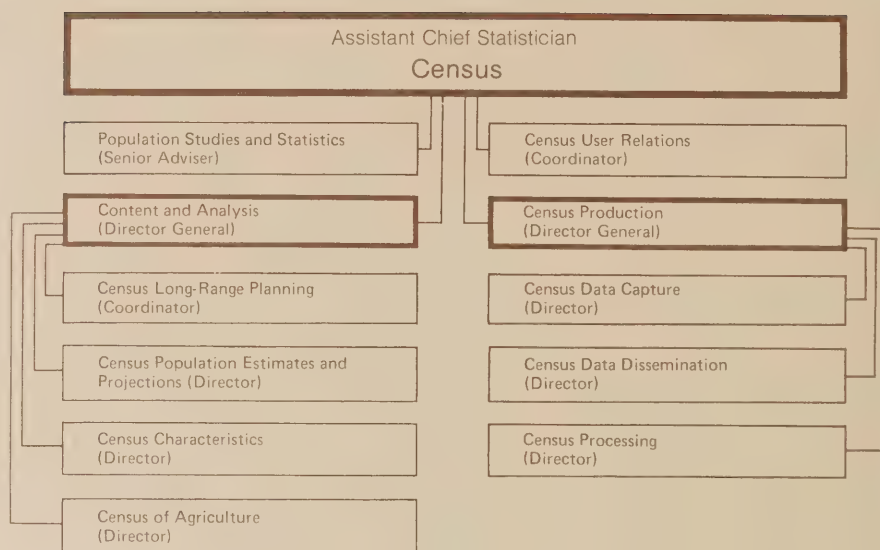 Assistant Chief Statistician
Census
Population Studies and Statistics
(Senior Adviser)
Content and Analysis
(Director General)
Census Long-Range Planning
(Coordinator)
Census Population Estimates and
Projections (Director)
Census Characteristics
(Director)
Census of Agriculture
(Director)
Census User Relations
(Coordinator)
Census Production
(Director General)
Census Data Capture
(Director)
Census Data Dissemination
(Director)
Census Processing
(Director)